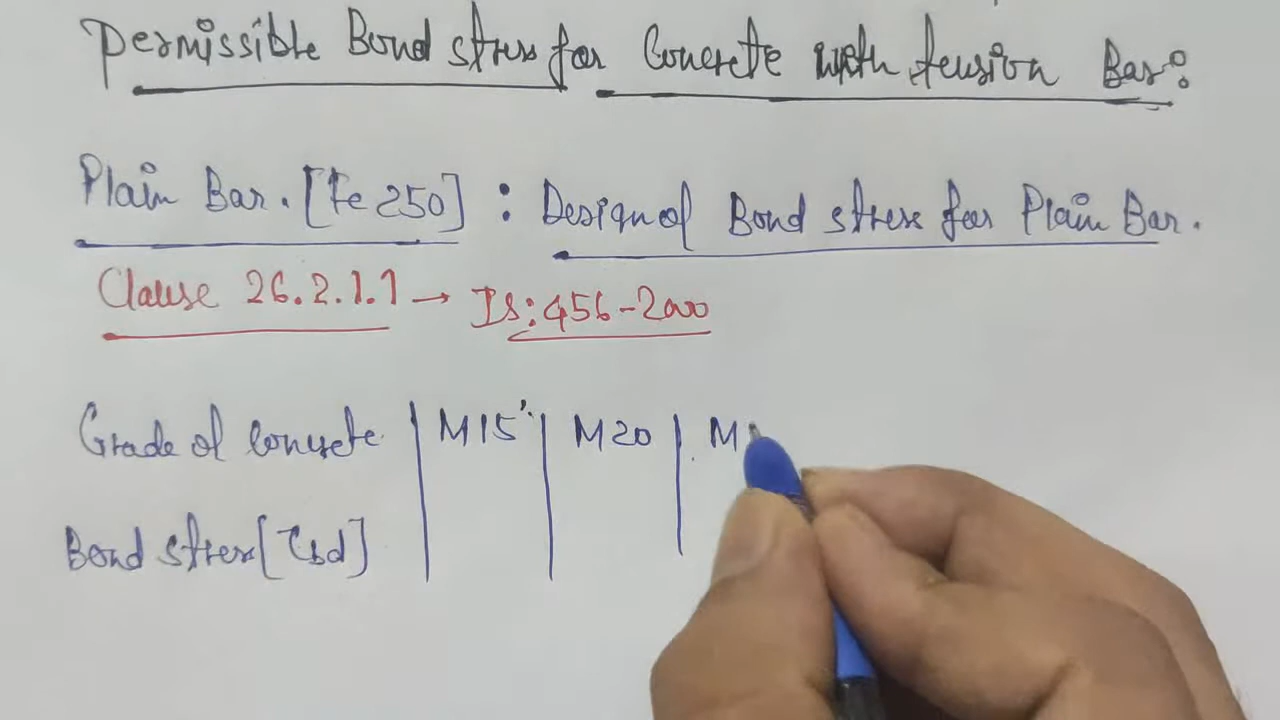 Permissible Bond stress for Concrete with tension Bar:
Plain Bar. [Fe 250] : Design of Bond stress for Plain Bar.
Clause 26.2.1.1 → IS:456-2000
Grade of concrete | M15 | M20 | M
Bond stress [τbd]